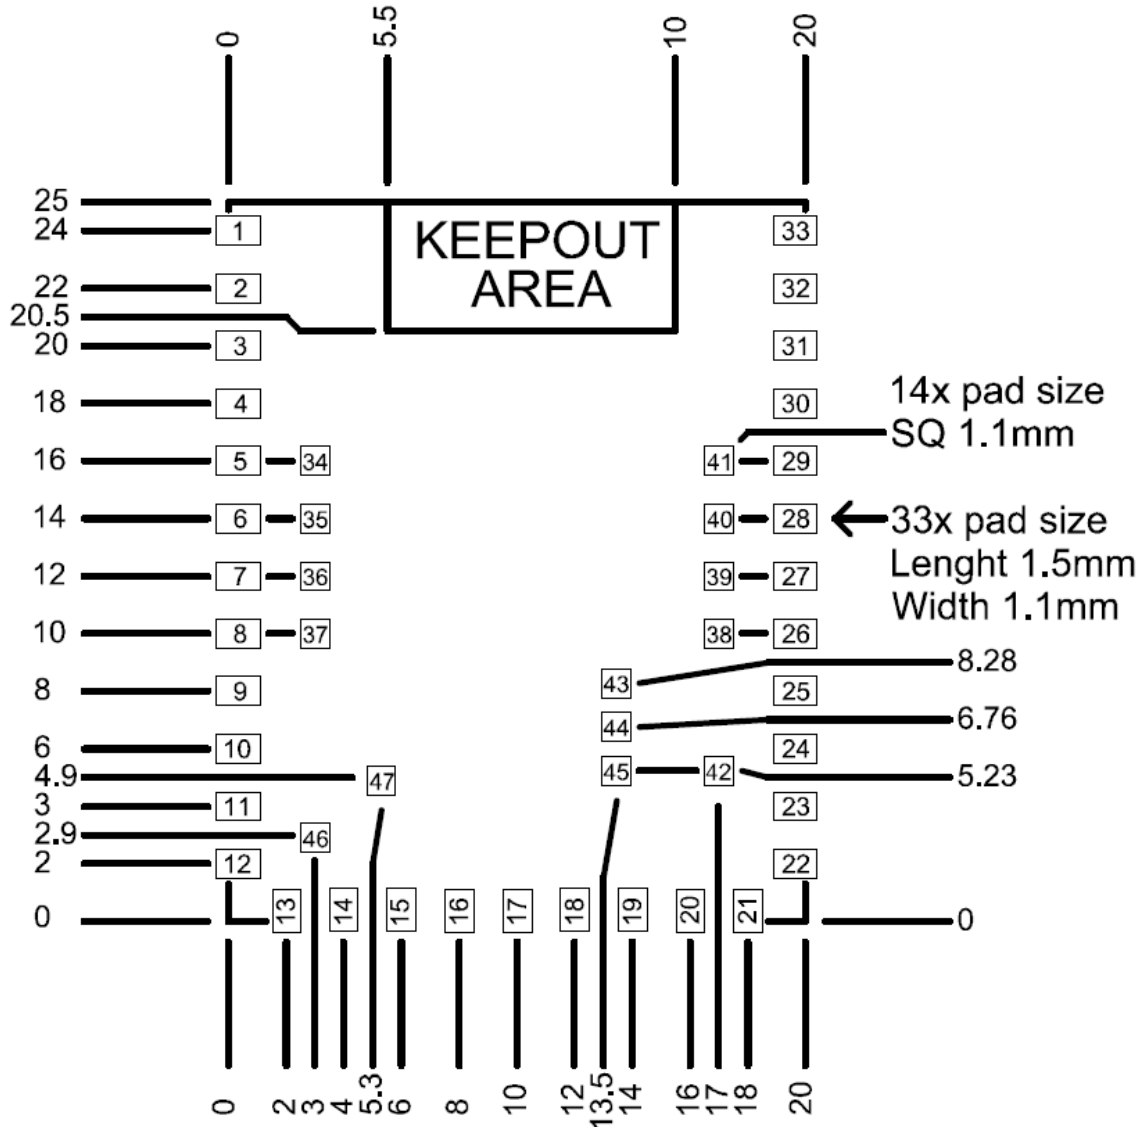 0 5.5 10 20
25
24 1 KEEPOUT 33
22 2 AREA 32
20.5
20 3 31
18 4 30 14x pad size
SQ 1.1mm
16 5 34 41 29
14 6 35 40 28 33x pad size
Lenght 1.5mm
12 7 36 39 27
Width 1.1mm
10 8 37 38 26
8.28
8 9 43 25
6.76
6 10 44 24
4.9 47 45 42 5.23
3 11 23
2.9 46
2 12 22
0 13 14 15 16 17 18 19 20 21 0
0 2 3 4 5.3 6 8 10 12 13.5 14 16 17 18 20